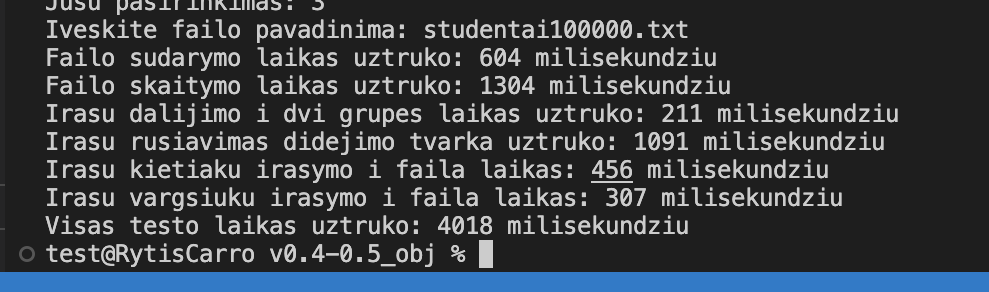 Jusu pasirinkimas: 3
Iveskite failo pavadinima: studentai100000.txt
Failo sudarymo laikas uztruko: 604 milisekundziu
Failo skaitymo laikas uztruko: 1304 milisekundziu
Irasu dalijimo i dvi grupes laikas uztruko: 211 milisekundziu
Irasu rusiavimas didejimo tvarka uztruko: 1091 milisekundziu
Irasu kietiaku irasymo i faila laikas: 456 milisekundziu
Irasu vargsiuku irasymo i faila laikas: 307 milisekundziu
Visas testo laikas uztruko: 4018 milisekundziu
test@RytisCarro v0.4-0.5_obj %